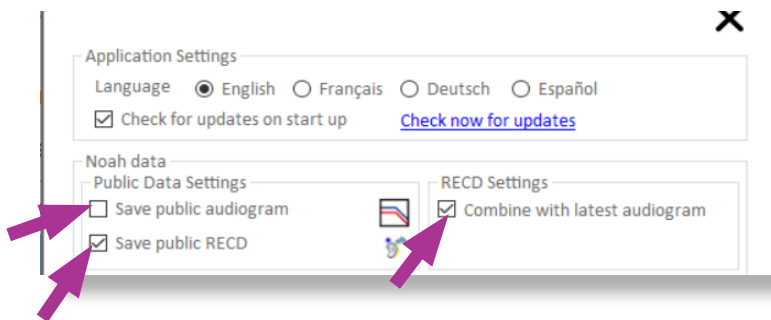 Application Settings
Language English Français Deutsch Español
Check for updates on start up Check now for updates
Noah data
Public Data Settings
Save public audiogram
Save public RECD
RECD Settings
Combine with latest audiogram